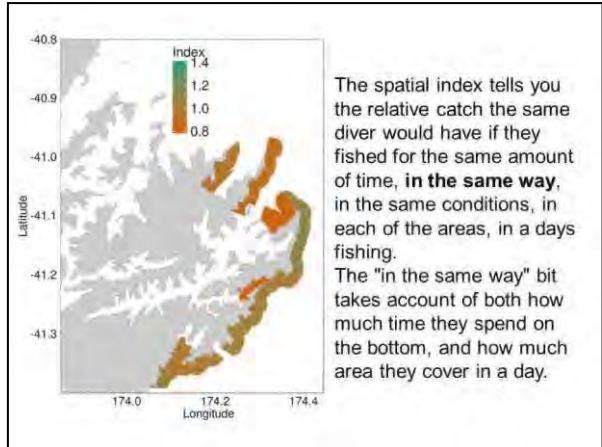 -40.8
-40.9
-41.0
-41.1
-41.2
-41.3
Latitude
174.0
174.2
174.4
Longitude
Index
1.4
1.2
1.0
0.8
The spatial index tells you
the relative catch the same
diver would have if they
fished for the same amount
of time, in the same way,
in the same conditions, in
each of the areas, in a days
fishing.
The "in the same way" bit
takes account of both how
much time they spend on
the bottom, and how much
area they cover in a day.